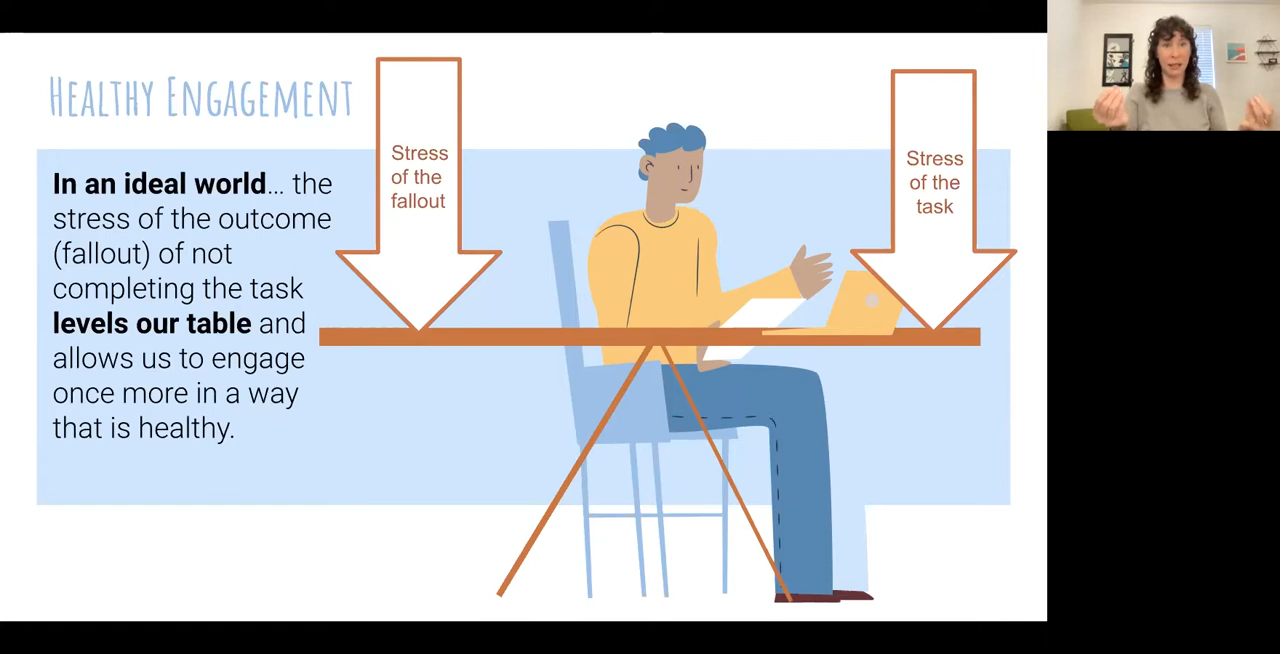 HEALTHY ENGAGEMENT
In an ideal world… the
stress of the outcome
(fallout) of not
completing the task
levels our table and
allows us to engage
once more in a way
that is healthy.
Stress
of the
fallout
Stress
of the
task